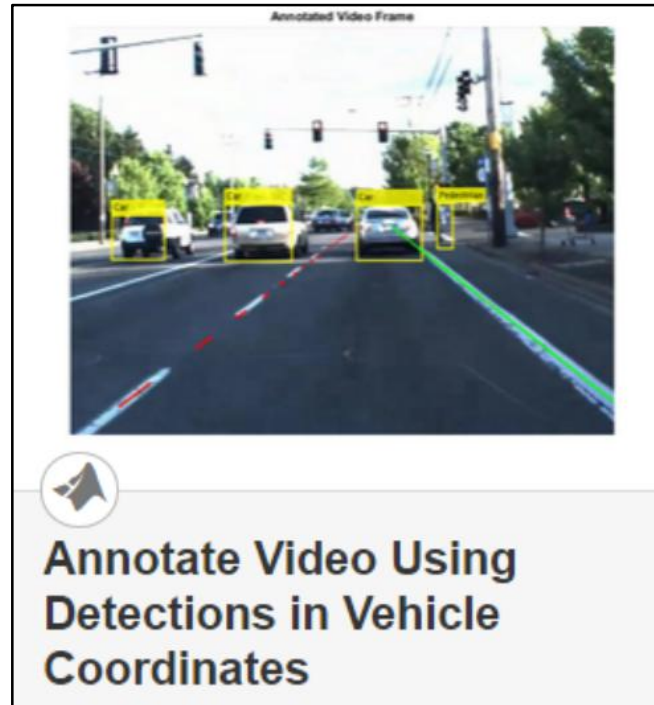 Annotated Video Frame
Car
Car
Car
Pedestrian
Annotate Video Using
Detections in Vehicle
Coordinates